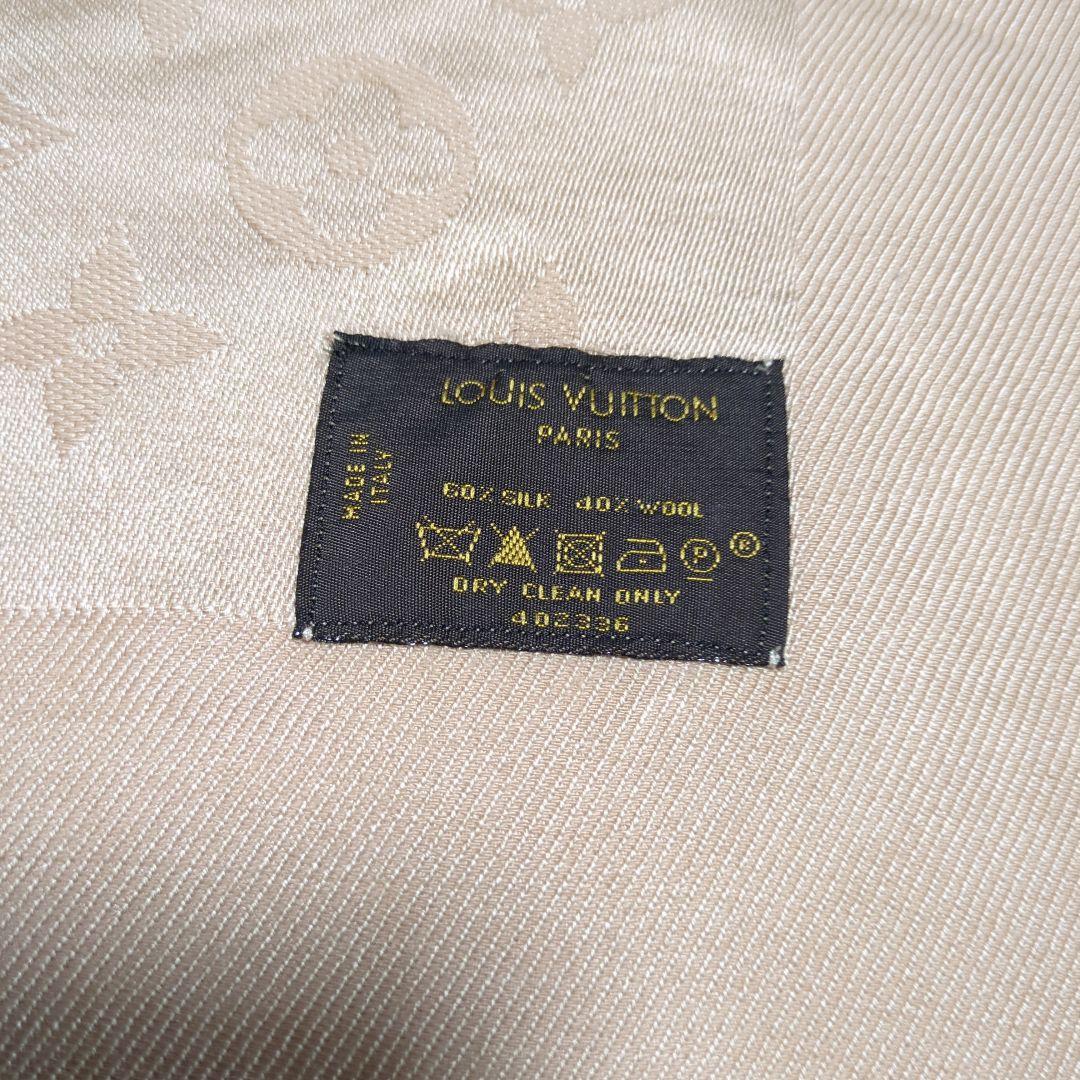 LOUIS VUITTON
PARIS
MADE IN
ITALY
60% SILK 40% WOOL
P ®
DRY CLEAN ONLY
402336